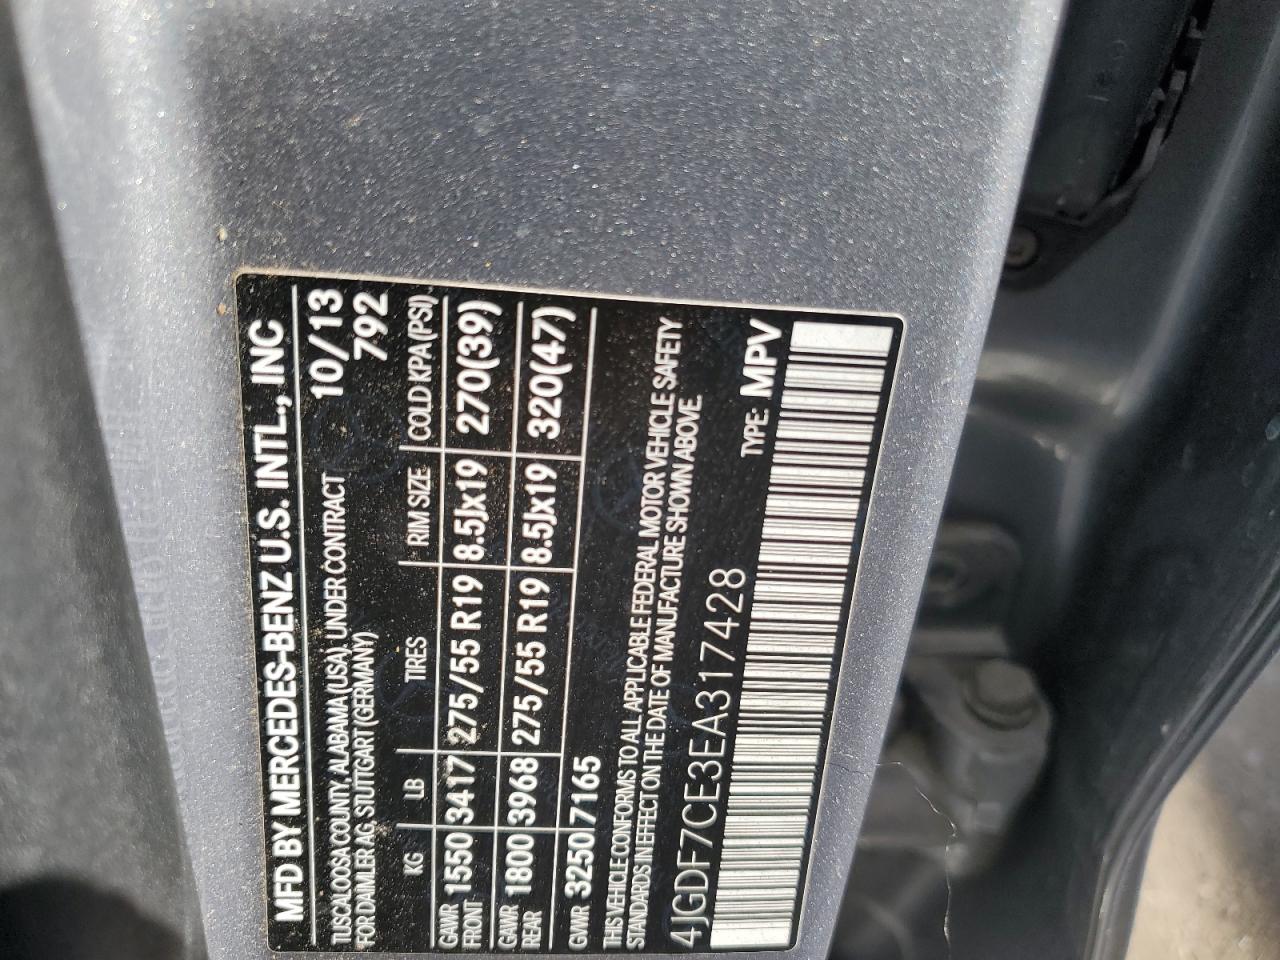 MFD BY MERCEDES-BENZ U.S. INTL., INC
TUSCALOOSA COUNTY, ALABAMA (USA), UNDER CONTRACT 10/13
FOR DAIMLER AG, STUTTGART (GERMANY) 792
KG LB TIRES RIM SIZE COLD KPA (PSI)
GAWR FRONT 1550 3417 275/55 R19 8.5Jx19 270(39)
GAWR REAR 1800 3968 275/55 R19 8.5Jx19 320(47)
GVWR 3250 7165
THIS VEHICLE CONFORMS TO ALL APPLICABLE FEDERAL MOTOR VEHICLE SAFETY
STANDARDS IN EFFECT ON THE DATE OF MANUFACTURE SHOWN ABOVE.
4JGDF7CE3EA317428 TYPE: MPV